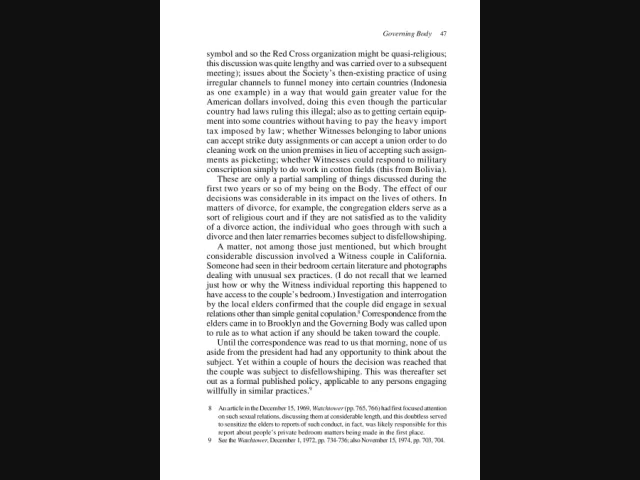 Governing Body 47
symbol and so the Red Cross organization might be quasi-religious;
this discussion was quite lengthy and was carried over to a subsequent
meeting); issues about the Society's then-existing practice of using
irregular channels to funnel money into certain countries (Indonesia
as one example) in a way that would gain greater value for the
American dollars involved, doing this even though the particular
country had laws ruling this illegal; also as to getting certain equip-
ment into some countries without having to pay the heavy import
tax imposed by law; whether Witnesses belonging to labor unions
can accept strike duty assignments or can accept a union order to do
cleaning work on the union premises in lieu of accepting such assign-
ments as picketing; whether Witnesses could respond to military
conscription simply to do work in cotton fields (this from Bolivia).
These are only a partial sampling of things discussed during the
first two years or so of my being on the Body. The effect of our
decisions was considerable in its impact on the lives of others. In
matters of divorce, for example, the congregation elders serve as a
sort of religious court and if they are not satisfied as to the validity
of a divorce action, the individual who goes through with such a
divorce and then later remarries becomes subject to disfellowshiping.
A matter, not among those just mentioned, but which brought
considerable discussion involved a Witness couple in California.
Someone had seen in their bedroom certain literature and photographs
dealing with unusual sex practices. (I do not recall that we learned
just how or why the Witness individual reporting this happened to
have access to the couple's bedroom.) Investigation and interrogation
by the local elders confirmed that the couple did engage in sexual
relations other than simple genital copulation.8 Correspondence from the
elders came in to Brooklyn and the Governing Body was called upon
to rule as to what action if any should be taken toward the couple.
Until the correspondence was read to us that morning, none of us
aside from the president had had any opportunity to think about the
subject. Yet within a couple of hours the decision was reached that
the couple was subject to disfellowshiping. This was thereafter set
out as a formal published policy, applicable to any persons engaging
willfully in similar practices.9
8 An article in the December 15, 1969, Watchtower (pp. 765, 766) had first focused attention
on such sexual relations, discussing them at considerable length, and this doubtless served
to sensitize the elders to reports of such conduct, in fact, was likely responsible for this
report about people's private bedroom matters being made in the first place.
9 See the Watchtower, December 1, 1972, pp. 734-736; also November 15, 1974, pp. 703, 704.